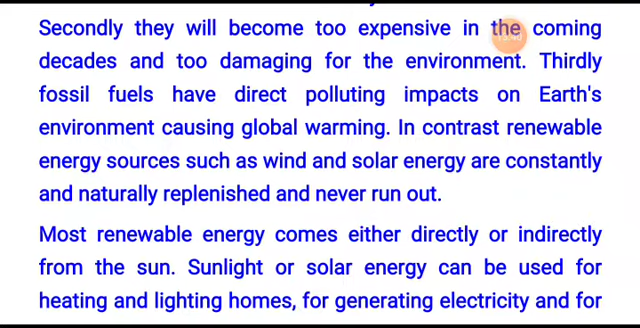 Secondly they will become too expensive in the coming
decades and too damaging for the environment. Thirdly
fossil fuels have direct polluting impacts on Earth's
environment causing global warming. In contrast renewable
energy sources such as wind and solar energy are constantly
and naturally replenished and never run out.
Most renewable energy comes either directly or indirectly
from the sun. Sunlight or solar energy can be used for
heating and lighting homes, for generating electricity and for